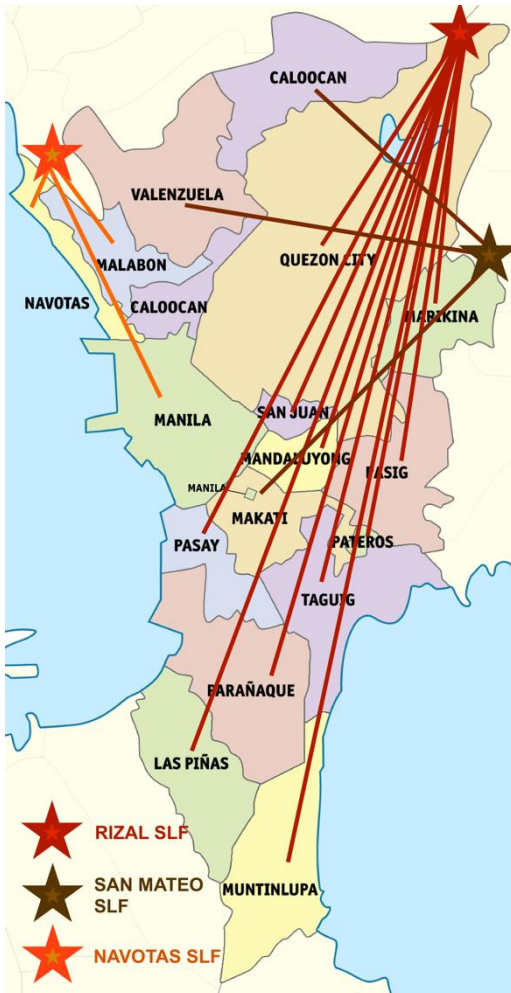 CALOOCAN
VALENZUELA
MALABON
QUEZON CITY
NAVOTAS
CALOOCAN
MARIKINA
MANILA
SAN JUAN
MANDALUYONG
PASIG
MANILA
MAKATI
PASAY
PATEROS
TAGUIG
PARAÑAQUE
LAS PIÑAS
MUNTINLUPA
RIZAL SLF
SAN MATEO
SLF
NAVOTAS SLF